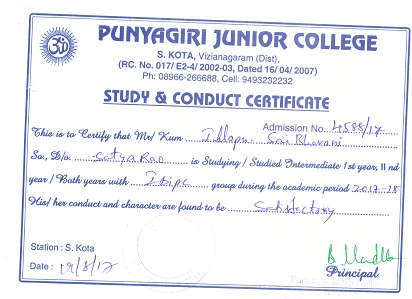 PUNYAGIRI JUNIOR COLLEGE
S. KOTA, Vizianagaram (Dist),
(RC. No. 017/ E2-4/ 2002-03, Dated 16/ 04/ 2007)
Ph: 08966-266688, Cell: 9493232232
STUDY & CONDUCT CERTIFICATE
Admission No. 4588/17
This is to Certify that Mr/ Kum Sai Bhavani
So., D/o. Satya Rao is Studying / Studied Intermediate 1st year, II nd
year / Both years with I Bipc group during the academic period 2017-18
His/ her conduct and character are found to be Satisfactory
Station : S. Kota
Date : 19/8/17
Principal